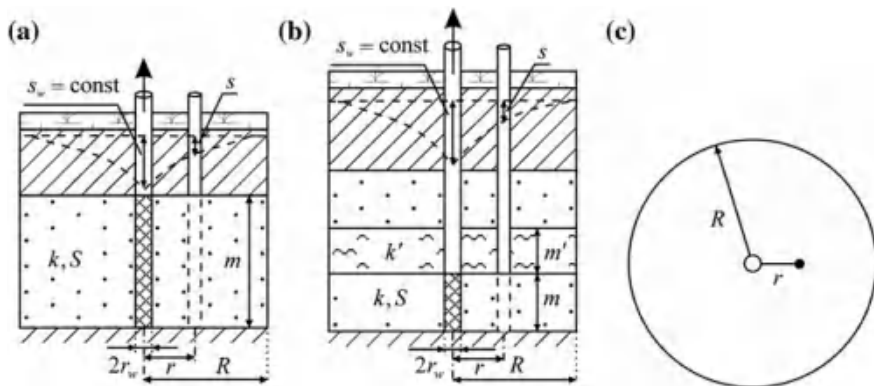 (a)
s_w = const
s
k, S
m
2r_w
r
R
(b)
s_w = const
s
k′
m′
k, S
m
2r_w
r
R
(c)
R
r